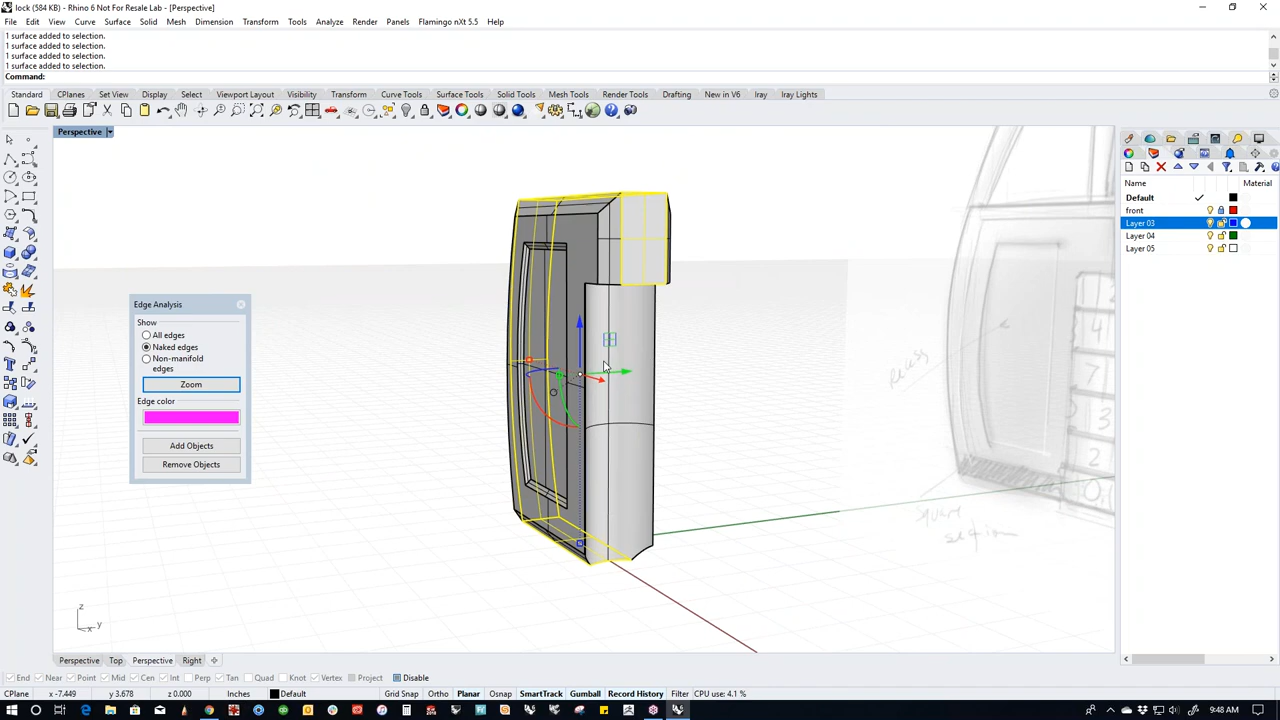 lock (584 KB) - Rhino 6 Not For Resale Lab - [Perspective]
File Edit View Curve Surface Solid Mesh Dimension Transform Tools Analyze Render Panels Flamingo nXt 5.5 Help
1 surface added to selection.
1 surface added to selection.
1 surface added to selection.
1 surface added to selection.
Command:
Standard CPlanes Set View Display Select Viewport Layout Visibility Transform Curve Tools Surface Tools Solid Tools Mesh Tools Render Tools Drafting New in V6 Iray Iray Lights
Perspective
Name Material
Default
front
Layer 03
Layer 04
Layer 05
Edge Analysis
Show
All edges
Naked edges
Non-manifold
edges
Zoom
Edge color
Add Objects
Remove Objects
recess
square
section
z
x y
Perspective Top Perspective Right
End Near Point Mid Cen Int Perp Tan Quad Knot Vertex Project Disable
CPlane x -7.449 y 3.678 z 0.000 Inches Default Grid Snap Ortho Planar Osnap SmartTrack Gumball Record History Filter CPU use: 4.1 %
9:48 AM